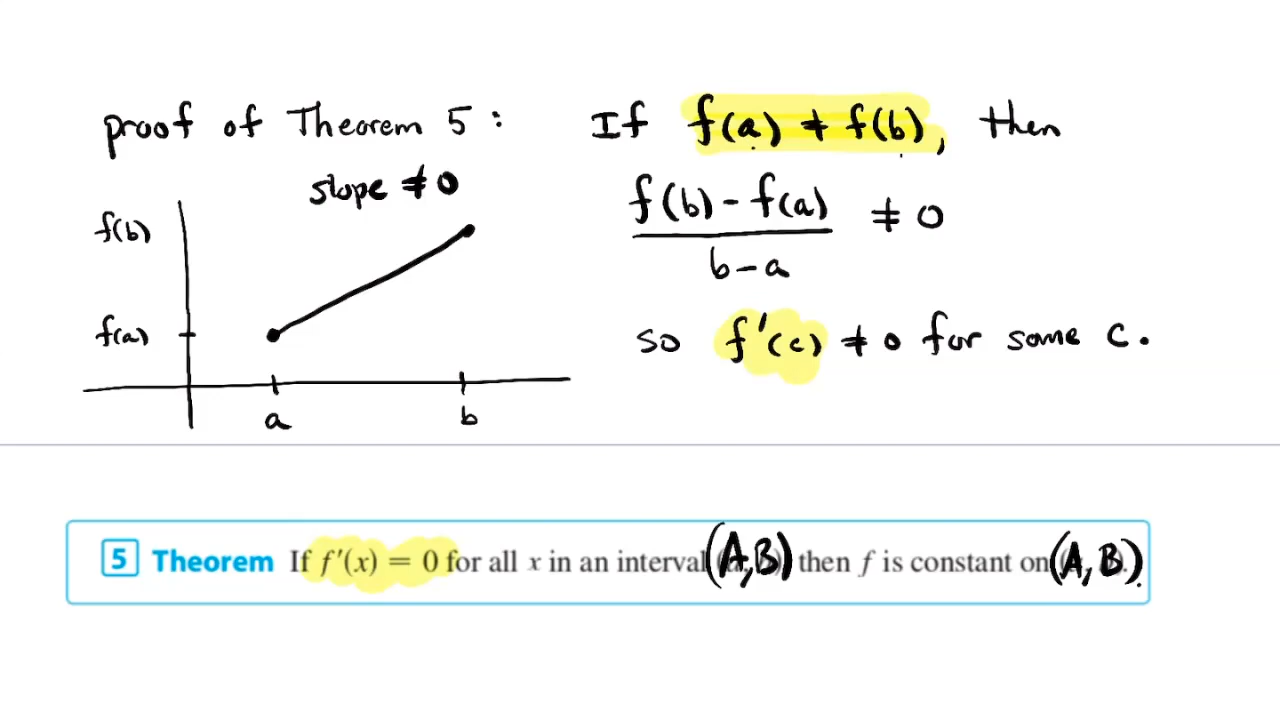 proof of Theorem 5: If f(a) ≠ f(b), then
slope ≠ 0
f(b)
f(a)
a b
f(b) - f(a)
b - a
≠ 0
so f'(c) ≠ 0 for some c.
5 Theorem If f'(x) = 0 for all x in an interval (A,B) then f is constant on (A,B)